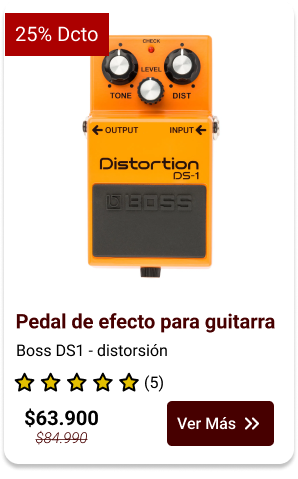 25% Dcto
CHECK
LEVEL
TONE
DIST
OUTPUT
INPUT
Distortion
DS-1
BOSS
Pedal de efecto para guitarra
Boss DS1 - distorsión
(5)
$63.900
$84.990
Ver Más